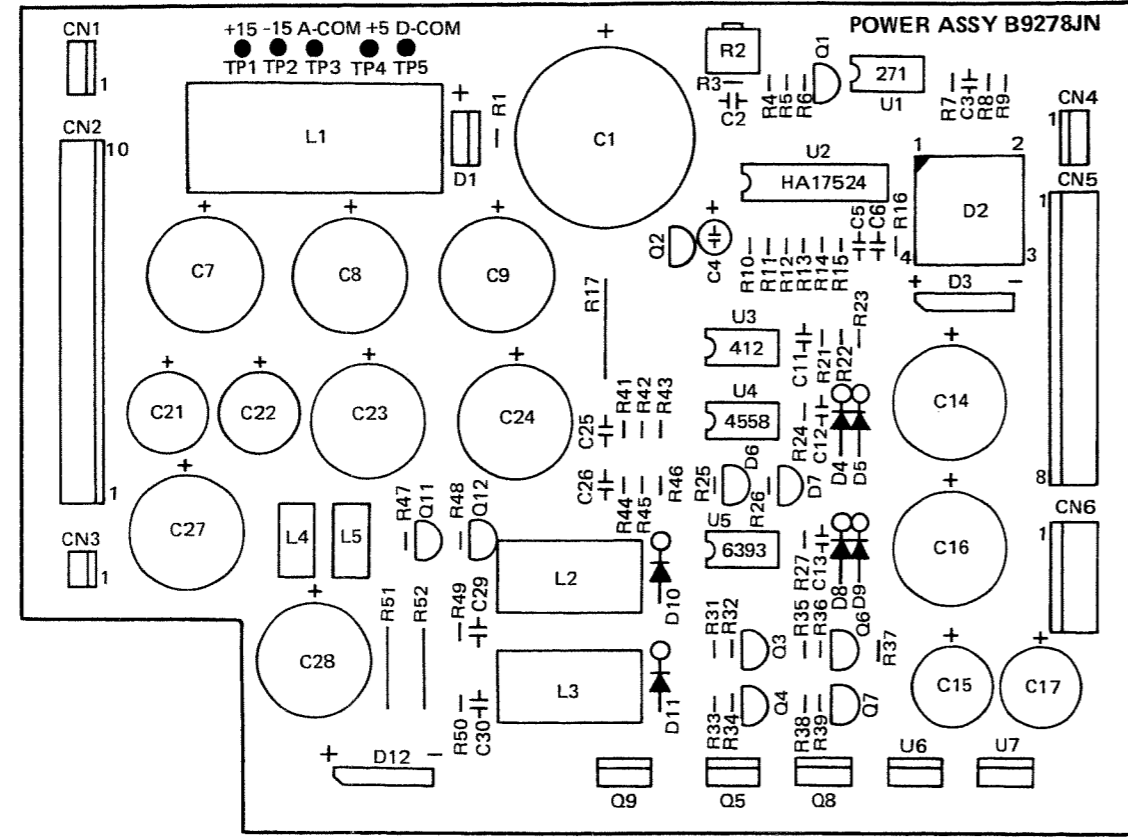 POWER ASSY B9278JN
CN1
1
+15 -15 A-COM +5 D-COM
TP1 TP2 TP3 TP4 TP5
+
R2
Q1
271
U1
R3
C2
R4
R5
R6
R7
C3
R8
R9
CN4
1
CN2
10
1
L1
+
D1
R1
C1
U2
HA17524
1
2
D2
4
3
CN5
1
8
+
C7
+
C8
+
C9
Q2
+
C4
R10
R11
R12
R13
R14
R15
C5
C6
R16
+ D3 -
R17
U3
412
C11
R21
R22
R23
+
C21
+
C22
+
C23
+
C24
C25
R41
R42
R43
U4
4558
R24
C12
D4
D5
+
C14
C26
R44
R45
R46
R25
D6
R26
D7
CN3
1
+
C27
L4
L5
R47
Q11
R48
Q12
L2
D10
U5
6393
R27
C13
D8
D9
+
C16
CN6
1
+
C28
R51
R52
R49
C29
R50
C30
L3
D11
R31
R32
Q3
R35
R36
Q6
R37
R33
R34
Q4
R38
R39
Q7
+
C15
+
C17
+ D12 -
Q9
Q5
Q8
U6
U7